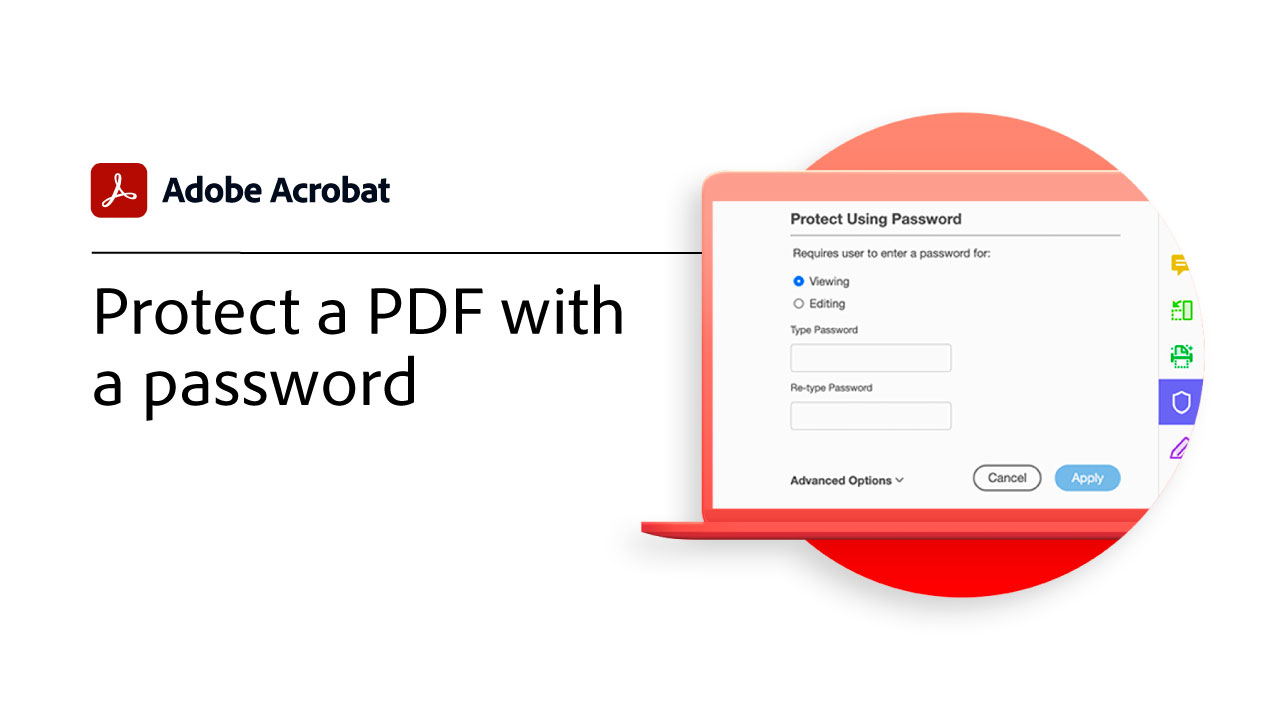 Adobe Acrobat
Protect a PDF with
a password
Protect Using Password
Requires user to enter a password for:
Viewing
Editing
Type Password
Re-type Password
Advanced Options
Cancel
Apply